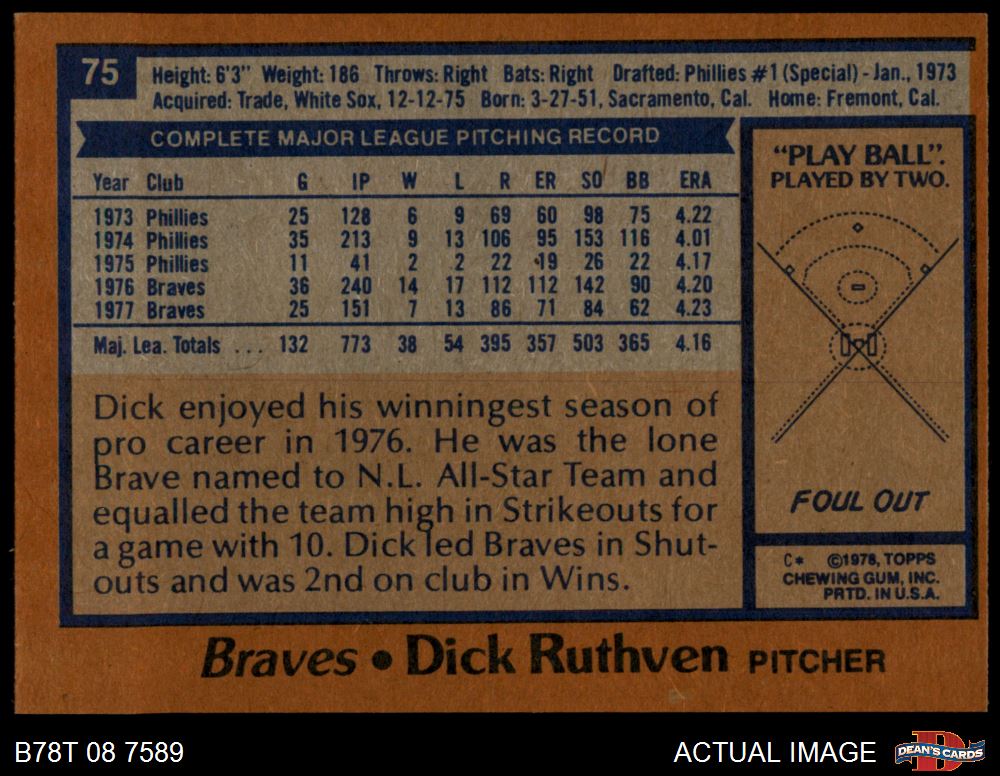 75
Height: 6'3" Weight: 186 Throws: Right Bats: Right Drafted: Phillies #1 (Special) - Jan., 1973
Acquired: Trade, White Sox, 12-12-75 Born: 3-27-51, Sacramento, Cal. Home: Fremont, Cal.
COMPLETE MAJOR LEAGUE PITCHING RECORD
Year Club G IP W L R ER SO BB ERA
1973 Phillies 25 128 6 9 69 60 98 75 4.22
1974 Phillies 35 213 9 13 106 95 153 116 4.01
1975 Phillies 11 41 2 2 22 19 26 22 4.17
1976 Braves 36 240 14 17 112 112 142 90 4.20
1977 Braves 25 151 7 13 86 71 84 62 4.23
Maj. Lea. Totals ... 132 773 38 54 395 357 503 365 4.16
Dick enjoyed his winningest season of
pro career in 1976. He was the lone
Brave named to N.L. All-Star Team and
equalled the team high in Strikeouts for
a game with 10. Dick led Braves in Shut-
outs and was 2nd on club in Wins.
"PLAY BALL".
PLAYED BY TWO.
FOUL OUT
C* ©1978, TOPPS
CHEWING GUM, INC.
PRTD. IN U.S.A.
Braves • Dick Ruthven PITCHER
B78T 08 7589
ACTUAL IMAGE
D
DEAN'S CARDS